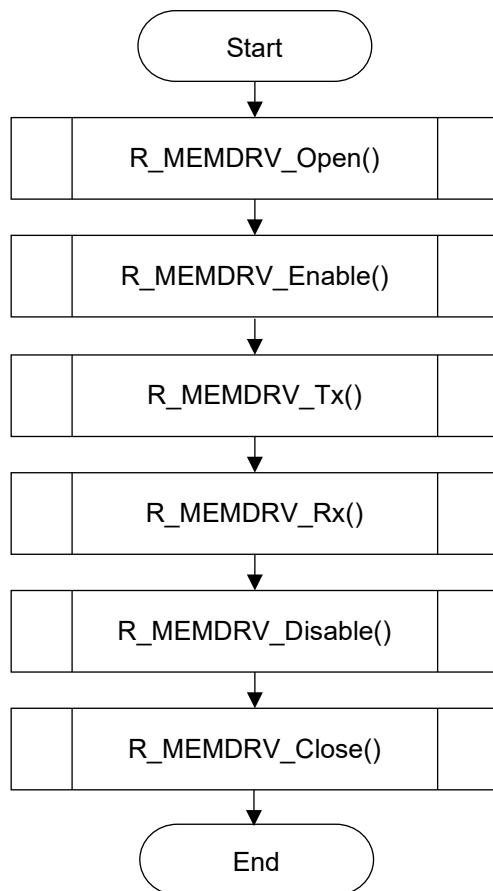 Start
R_MEMDRV_Open()
R_MEMDRV_Enable()
R_MEMDRV_Tx()
R_MEMDRV_Rx()
R_MEMDRV_Disable()
R_MEMDRV_Close()
End